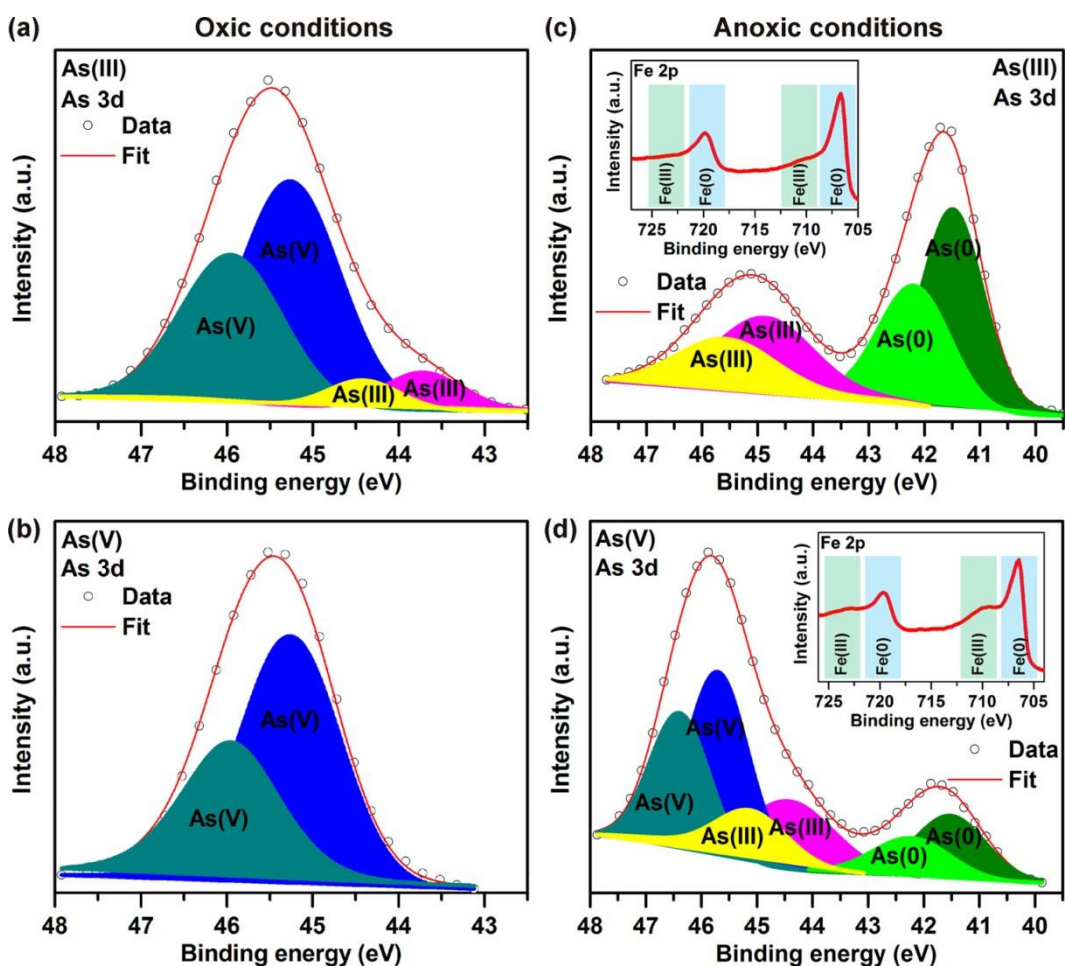 Oxic conditions
Anoxic conditions
(a)
As(III)
As 3d
Data
Fit
As(V)
As(V)
As(III)
As(III)
Intensity (a.u.)
48 47 46 45 44 43
Binding energy (eV)
(c)
As(III)
As 3d
Fe 2p
Fe(III)
Fe(0)
Fe(III)
Fe(0)
Intensity (a.u.)
725 720 715 710 705
Binding energy (eV)
Data
Fit
As(III)
As(III)
As(0)
As(0)
Intensity (a.u.)
48 47 46 45 44 43 42 41 40
Binding energy (eV)
(b)
As(V)
As 3d
Data
Fit
As(V)
As(V)
Intensity (a.u.)
48 47 46 45 44 43
Binding energy (eV)
(d)
As(V)
As 3d
Fe 2p
Fe(III)
Fe(0)
Fe(III)
Fe(0)
Intensity (a.u.)
725 720 715 710 705
Binding energy (eV)
Data
Fit
As(V)
As(V)
As(III)
As(III)
As(0)
As(0)
Intensity (a.u.)
48 47 46 45 44 43 42 41 40
Binding energy (eV)